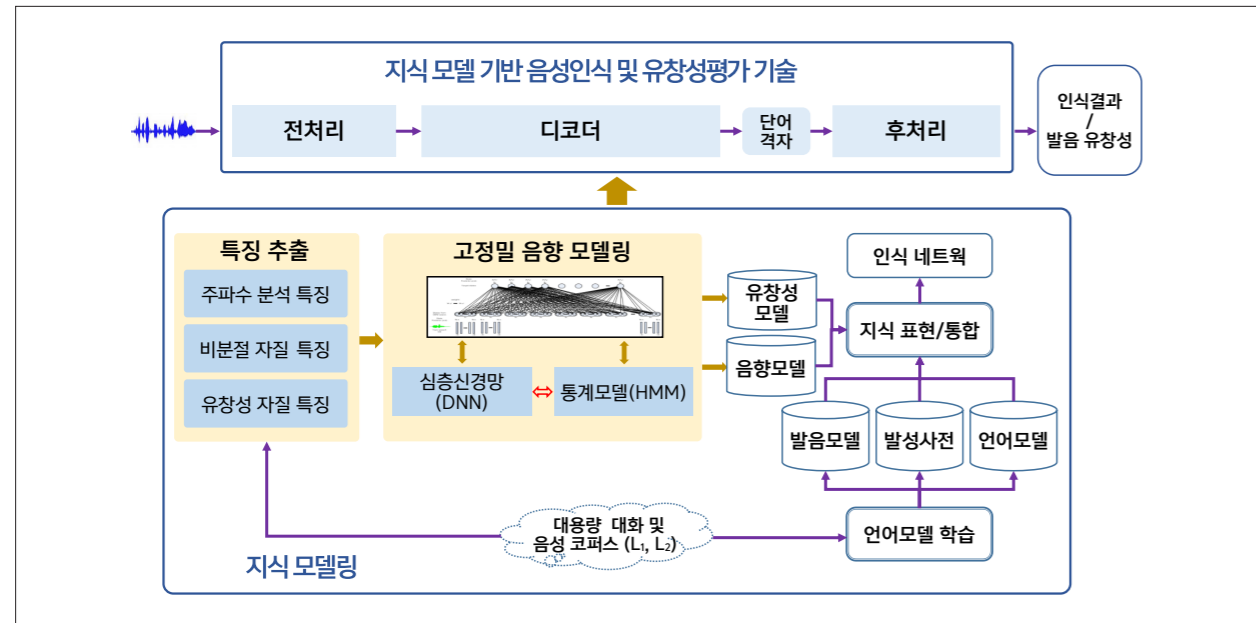 지식 모델 기반 음성인식 및 유창성평가 기술
전처리
디코더
단어
격자
후처리
인식결과
/
발음 유창성
특징 추출
주파수 분석 특징
비분절 자질 특징
유창성 자질 특징
고정밀 음향 모델링
심층신경망
(DNN)
통계모델(HMM)
유창성
모델
음향모델
인식 네트웍
지식 표현/통합
발음모델
발성사전
언어모델
언어모델 학습
대용량 대화 및
음성 코퍼스 (L₁, L₂)
지식 모델링